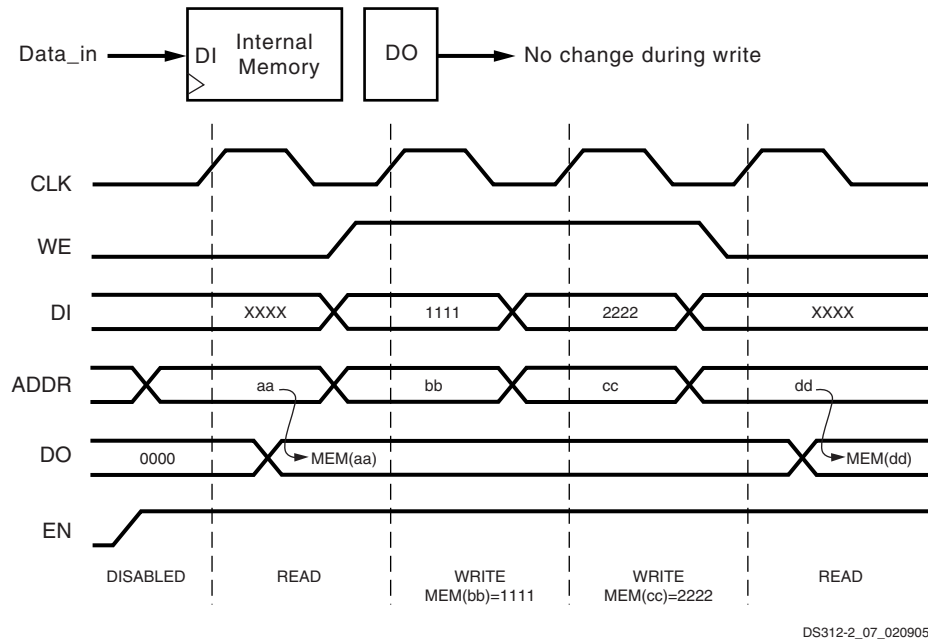 Data_in DI Internal Memory DO No change during write
CLK
WE
DI XXXX 1111 2222 XXXX
ADDR aa bb cc dd
DO 0000 MEM(aa) MEM(dd)
EN
DISABLED READ WRITE WRITE READ
MEM(bb)=1111 MEM(cc)=2222
DS312-2_07_020905